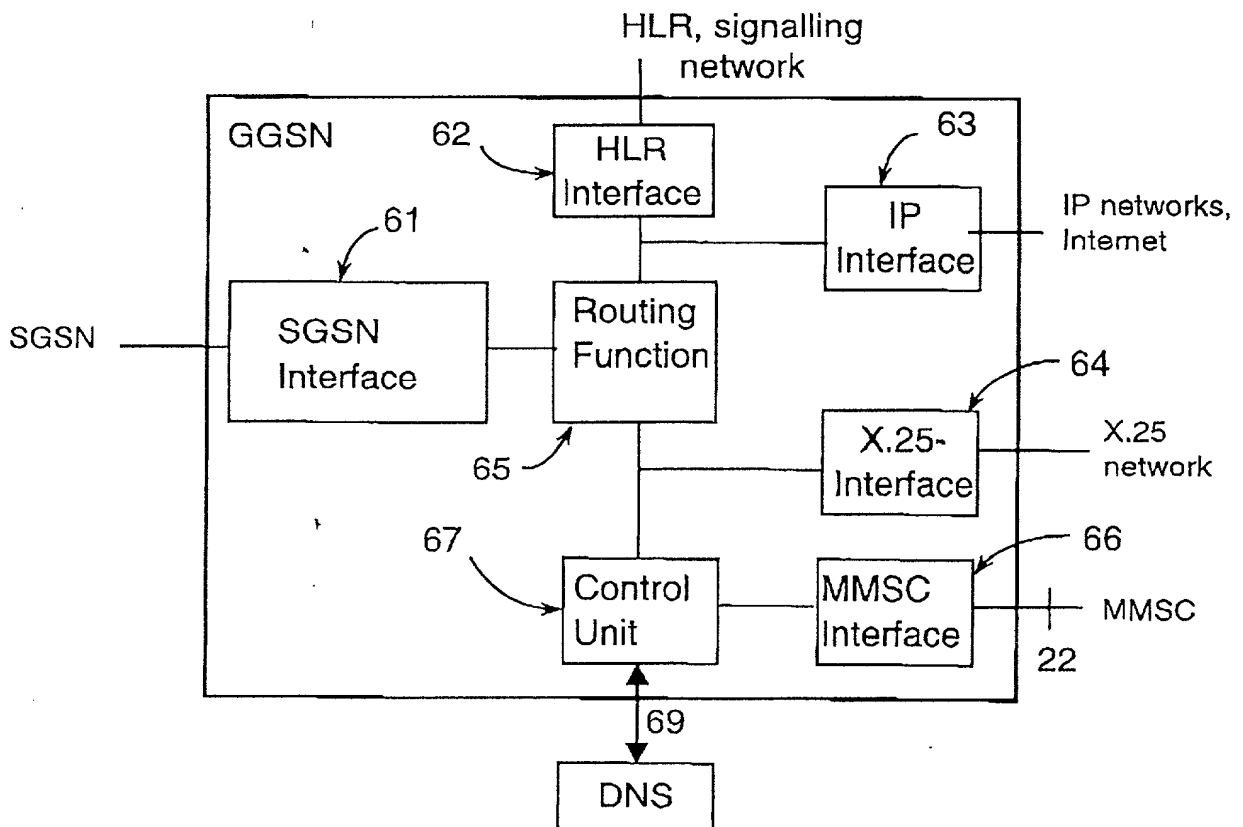 HLR, signalling
network
GGSN
62
HLR
Interface
63
IP
Interface
IP networks,
Internet
61
SGSN
SGSN
Interface
Routing
Function
65
64
X.25-
Interface
X.25
network
67
Control
Unit
66
MMSC
Interface
22
MMSC
69
DNS